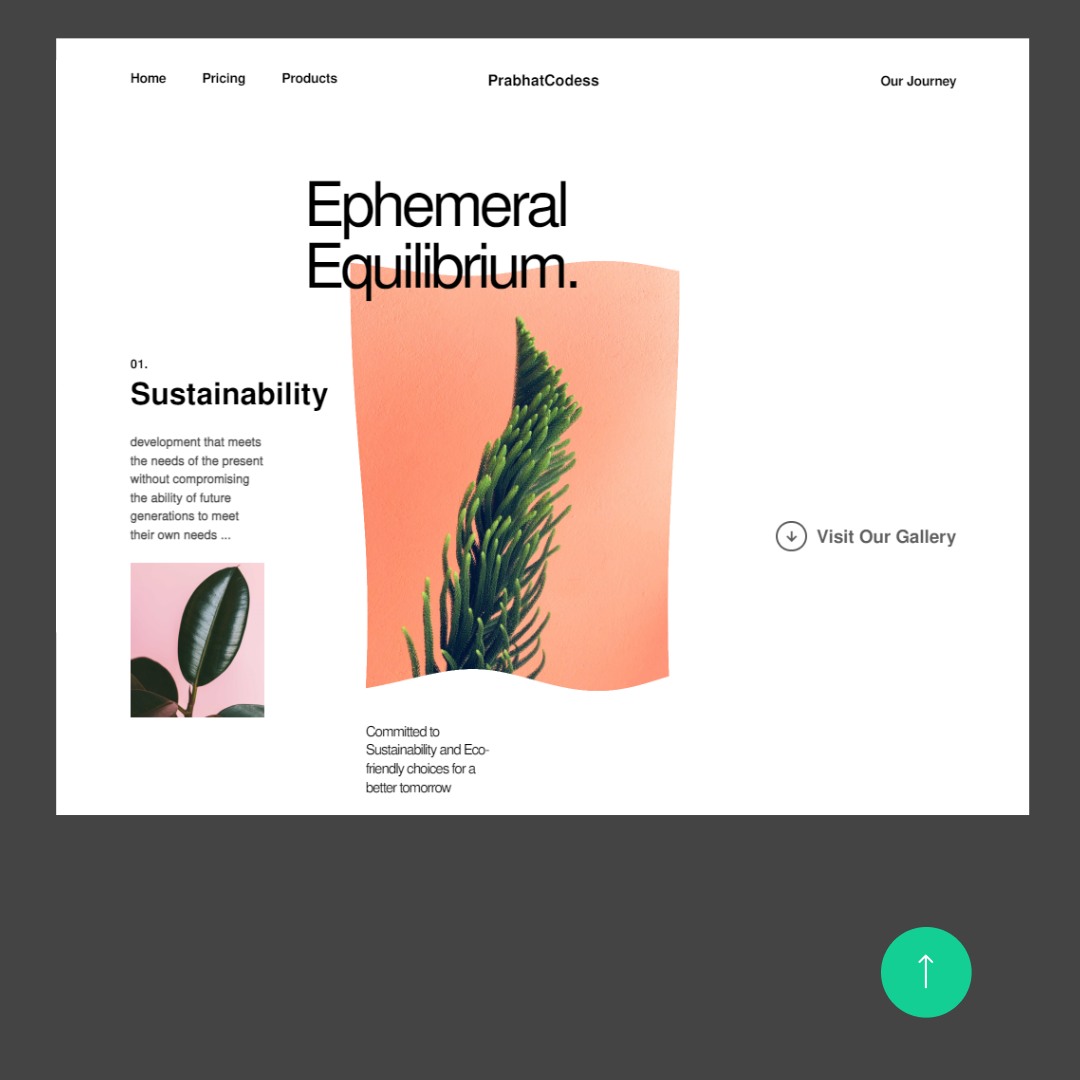 Home Pricing Products PrabhatCodess Our Journey
Ephemeral
Equilibrium.
01.
Sustainability
development that meets
the needs of the present
without compromising
the ability of future
generations to meet
their own needs ...
Visit Our Gallery
Committed to
Sustainability and Eco-
friendly choices for a
better tomorrow